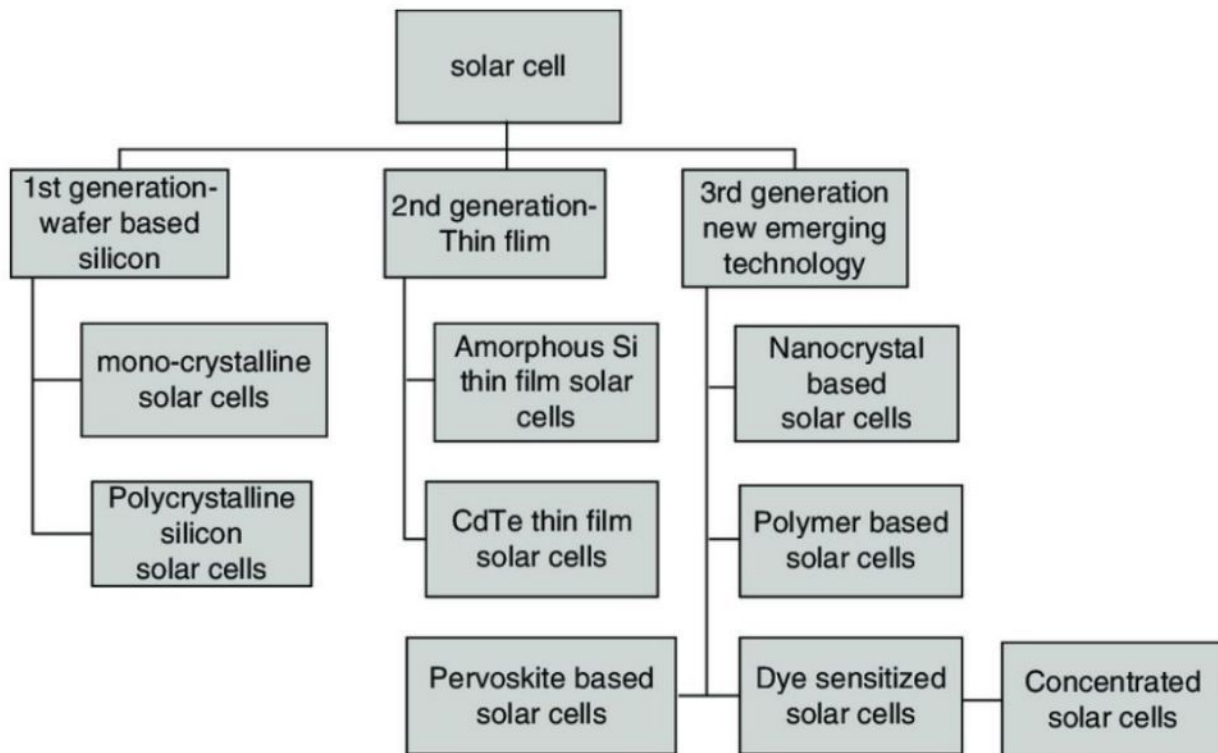 solar cell
1st generation-
wafer based
silicon
2nd generation-
Thin flim
3rd generation
new emerging
technology
mono-crystalline
solar cells
Amorphous Si
thin film solar
cells
Nanocrystal
based
solar cells
Polycrystalline
silicon
solar cells
CdTe thin film
solar cells
Polymer based
solar cells
Pervoskite based
solar cells
Dye sensitized
solar cells
Concentrated
solar cells